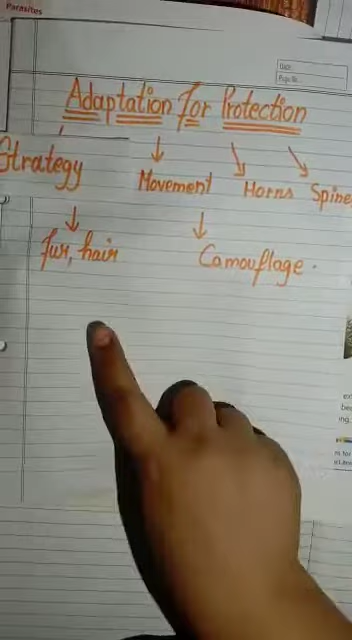 Parasites
Adaptation For Protection
Strategy Movement Horns Spine
Fur, hair Camouflage.